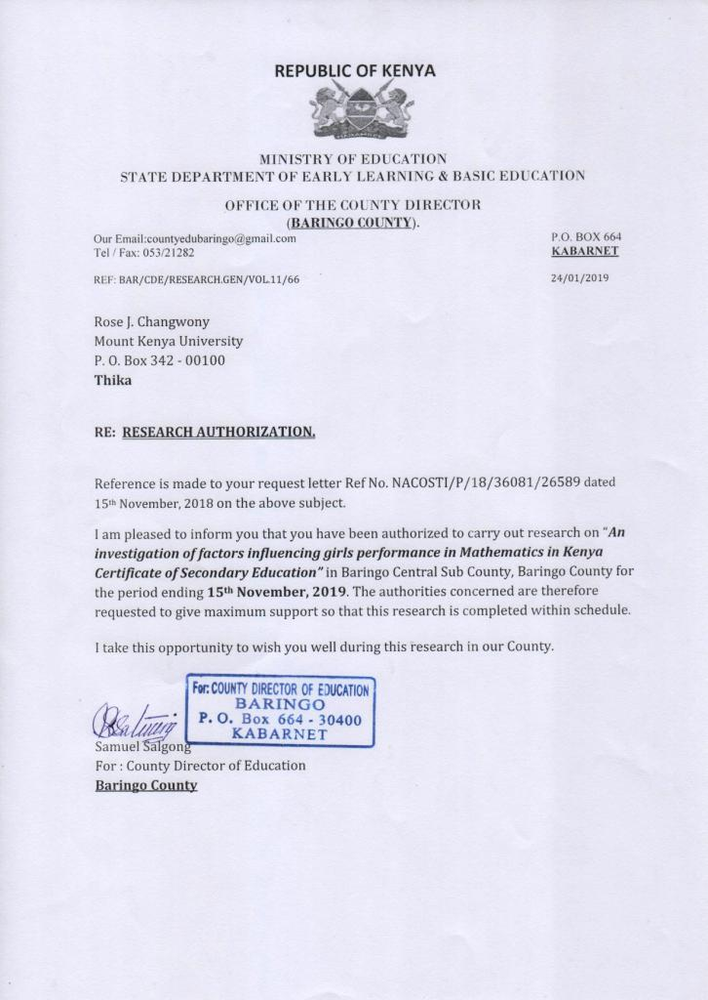 REPUBLIC OF KENYA
MINISTRY OF EDUCATION
STATE DEPARTMENT OF EARLY LEARNING & BASIC EDUCATION
OFFICE OF THE COUNTY DIRECTOR
(BARINGO COUNTY).
Our Email:countyedubaringo@gmail.com
Tel / Fax: 053/21282
P.O. BOX 664
KABARNET
REF: BAR/CDE/RESEARCH.GEN/VOL.11/66
24/01/2019
Rose J. Changwony
Mount Kenya University
P. O. Box 342 - 00100
Thika
RE: RESEARCH AUTHORIZATION.
Reference is made to your request letter Ref No. NACOSTI/P/18/36081/26589 dated
15th November, 2018 on the above subject.
I am pleased to inform you that you have been authorized to carry out research on "An
investigation of factors influencing girls performance in Mathematics in Kenya
Certificate of Secondary Education" in Baringo Central Sub County, Baringo County for
the period ending 15th November, 2019. The authorities concerned are therefore
requested to give maximum support so that this research is completed within schedule.
I take this opportunity to wish you well during this research in our County.
For: COUNTY DIRECTOR OF EDUCATION
BARINGO
P. O. Box 664 - 30400
KABARNET
Samuel Salgong
For : County Director of Education
Baringo County